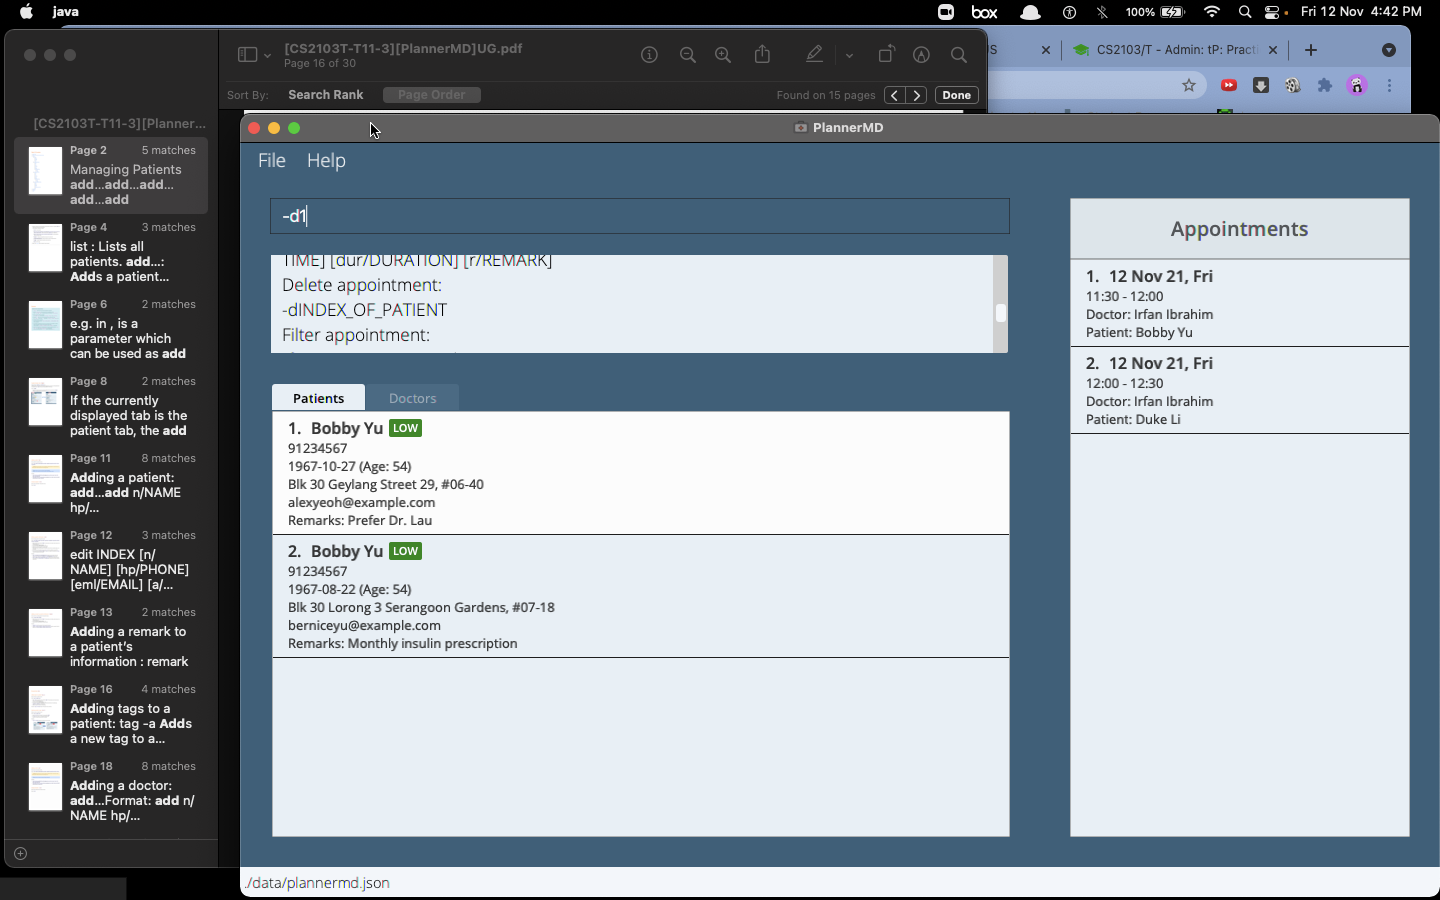 java
box
100%
Fri 12 Nov 4:42 PM
[CS2103T-T11-3][PlannerMD]UG.pdf
Page 16 of 30
Sort By:
Search Rank
Page Order
Found on 15 pages
Done
CS2103/T - Admin: tP: Pract
[CS2103T-T11-3][Planner...
Page 2 5 matches
Managing Patients
add...add...add...
add...add
Page 4 3 matches
list : Lists all
patients. add...:
Adds a patient...
Page 6 2 matches
e.g. in , is a
parameter which
can be used as add
Page 8 2 matches
If the currently
displayed tab is the
patient tab, the add
Page 11 8 matches
Adding a patient:
add...add n/NAME
hp/...
Page 12 3 matches
edit INDEX [n/
NAME] [hp/PHONE]
[eml/EMAIL] [a/...
Page 13 2 matches
Adding a remark to
a patient's
information : remark
Page 16 4 matches
Adding tags to a
patient: tag -a Adds
a new tag to a...
Page 18 8 matches
Adding a doctor:
add...Format: add n/
NAME hp/...
PlannerMD
File Help
-d1
TIME] [dur/DURATION] [r/REMARK]
Delete appointment:
-dINDEX_OF_PATIENT
Filter appointment:
Patients
Doctors
1. Bobby Yu LOW
91234567
1967-10-27 (Age: 54)
Blk 30 Geylang Street 29, #06-40
alexyeoh@example.com
Remarks: Prefer Dr. Lau
2. Bobby Yu LOW
91234567
1967-08-22 (Age: 54)
Blk 30 Lorong 3 Serangoon Gardens, #07-18
berniceyu@example.com
Remarks: Monthly insulin prescription
Appointments
1. 12 Nov 21, Fri
11:30 - 12:00
Doctor: Irfan Ibrahim
Patient: Bobby Yu
2. 12 Nov 21, Fri
12:00 - 12:30
Doctor: Irfan Ibrahim
Patient: Duke Li
./data/plannermd.json